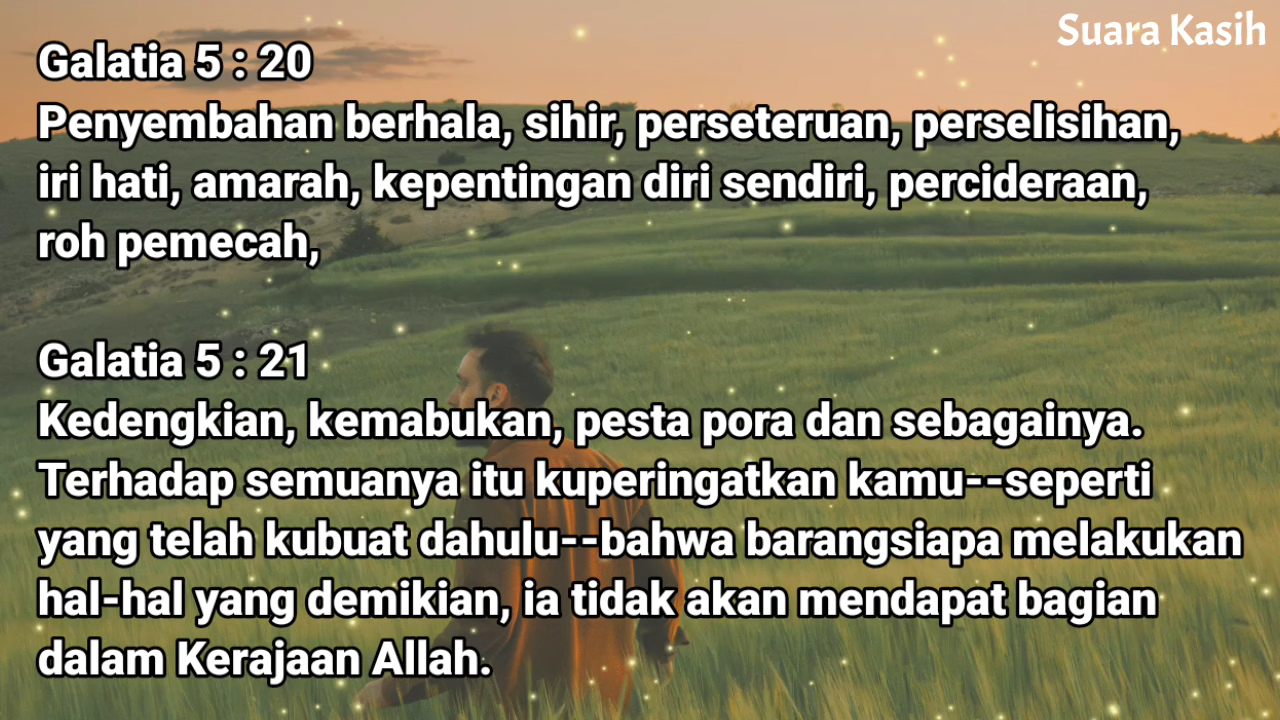 Suara Kasih
Galatia 5 : 20
Penyembahan berhala, sihir, perseteruan, perselisihan,
iri hati, amarah, kepentingan diri sendiri, percideraan,
roh pemecah,
Galatia 5 : 21
Kedengkian, kemabukan, pesta pora dan sebagainya.
Terhadap semuanya itu kuperingatkan kamu--seperti
yang telah kubuat dahulu--bahwa barangsiapa melakukan
hal-hal yang demikian, ia tidak akan mendapat bagian
dalam Kerajaan Allah.